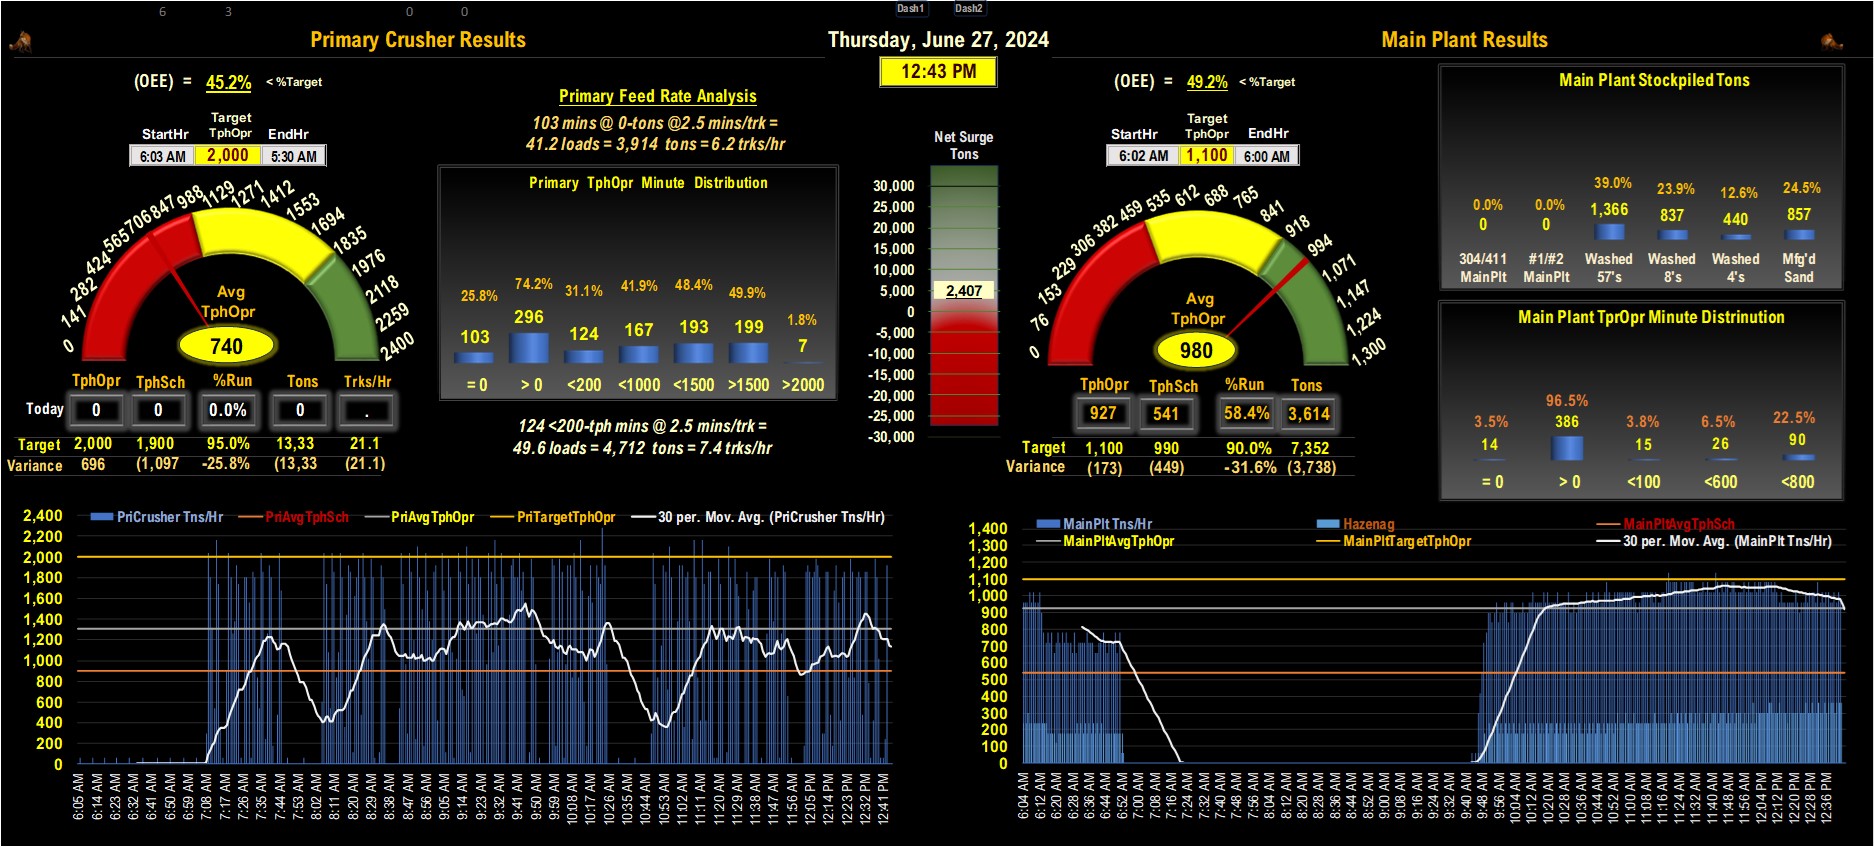 6 3 0 0 Dash1 Dash2
Primary Crusher Results
Thursday, June 27, 2024
Main Plant Results
12:43 PM
(OEE) = 45.2% < %Target
StartHr Target TphOpr EndHr
6:03 AM 2,000 5:30 AM
0 141 282 424 565 706 847 988 1129 1271 1412 1553 1694 1835 1976 2118 2259 2400
Avg
TphOpr
740
TphOpr TphSch %Run Tons Trks/Hr
Today 0 0 0.0% 0 .
Target 2,000 1,900 95.0% 13,33 21.1
Variance 696 (1,097 -25.8% (13,33 (21.1)
Primary Feed Rate Analysis
103 mins @ 0-tons @2.5 mins/trk =
41.2 loads = 3,914 tons = 6.2 trks/hr
Primary TphOpr Minute Distribution
25.8% 74.2% 31.1% 41.9% 48.4% 49.9% 1.8%
103 296 124 167 193 199 7
= 0 > 0 <200 <1000 <1500 >1500 >2000
124 <200-tph mins @ 2.5 mins/trk =
49.6 loads = 4,712 tons = 7.4 trks/hr
Net Surge
Tons
30,000
25,000
20,000
15,000
10,000
5,000
2,407
0
-5,000
-10,000
-15,000
-20,000
-25,000
-30,000
(OEE) = 49.2% < %Target
StartHr Target TphOpr EndHr
6:02 AM 1,100 6:00 AM
0 76 153 229 306 382 459 535 612 688 765 841 918 994 1,071 1,147 1,224 1,300
Avg
TphOpr
980
TphOpr TphSch %Run Tons
927 541 58.4% 3,614
Target 1,100 990 90.0% 7,352
Variance (173) (449) -31.6% (3,738)
Main Plant Stockpiled Tons
0.0% 0.0% 39.0% 23.9% 12.6% 24.5%
0 0 1,366 837 440 857
304/411 #1/#2 Washed Washed Washed Mfg'd
MainPlt MainPlt 57's 8's 4's Sand
Main Plant TprOpr Minute Distrinution
3.5% 96.5% 3.8% 6.5% 22.5%
14 386 15 26 90
= 0 > 0 <100 <600 <800
PriCrusher Tns/Hr PriAvgTphSch PriAvgTphOpr PriTargetTphOpr 30 per. Mov. Avg. (PriCrusher Tns/Hr)
2,400
2,200
2,000
1,800
1,600
1,400
1,200
1,000
800
600
400
200
0
6:05 AM 6:14 AM 6:23 AM 6:32 AM 6:41 AM 6:50 AM 6:59 AM 7:08 AM 7:17 AM 7:26 AM 7:35 AM 7:44 AM 7:53 AM 8:02 AM 8:11 AM 8:20 AM 8:29 AM 8:38 AM 8:47 AM 8:56 AM 9:05 AM 9:14 AM 9:23 AM 9:32 AM 9:41 AM 9:50 AM 9:59 AM 10:08 AM 10:17 AM 10:26 AM 10:35 AM 10:44 AM 10:53 AM 11:02 AM 11:11 AM 11:20 AM 11:29 AM 11:38 AM 11:47 AM 11:56 AM 12:05 PM 12:14 PM 12:23 PM 12:32 PM 12:41 PM
MainPlt Tns/Hr Hazenag MainPltAvgTphSch
MainPltAvgTphOpr MainPltTargetTphOpr 30 per. Mov. Avg. (MainPlt Tns/Hr)
1,400
1,300
1,200
1,100
1,000
900
800
700
600
500
400
300
200
100
0
6:04 AM 6:12 AM 6:20 AM 6:28 AM 6:36 AM 6:44 AM 6:52 AM 7:00 AM 7:08 AM 7:16 AM 7:24 AM 7:32 AM 7:40 AM 7:48 AM 7:56 AM 8:04 AM 8:12 AM 8:20 AM 8:28 AM 8:36 AM 8:44 AM 8:52 AM 9:00 AM 9:08 AM 9:16 AM 9:24 AM 9:32 AM 9:40 AM 9:48 AM 9:56 AM 10:04 AM 10:12 AM 10:20 AM 10:28 AM 10:36 AM 10:44 AM 10:52 AM 11:00 AM 11:08 AM 11:16 AM 11:24 AM 11:32 AM 11:40 AM 11:48 AM 11:56 AM 12:04 PM 12:12 PM 12:20 PM 12:28 PM 12:38 PM